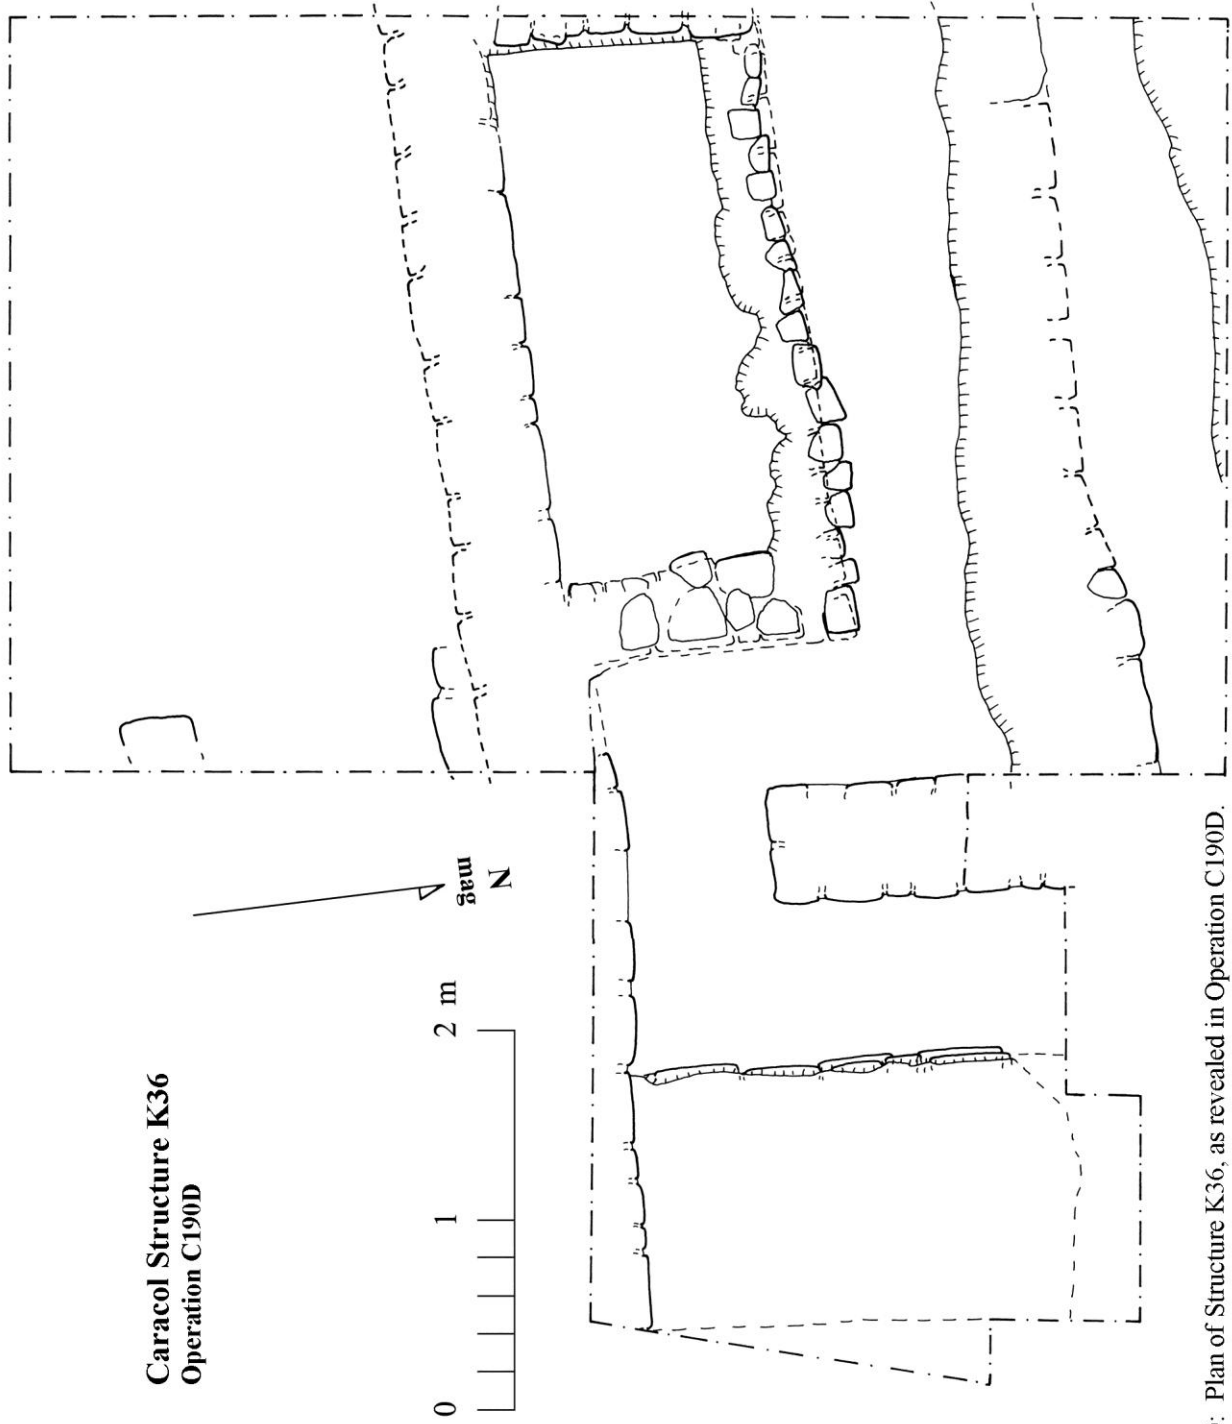 Caracol Structure K36
Operation C190D
0 1 2 m
N
mag
: Plan of Structure K36, as revealed in Operation C190D.